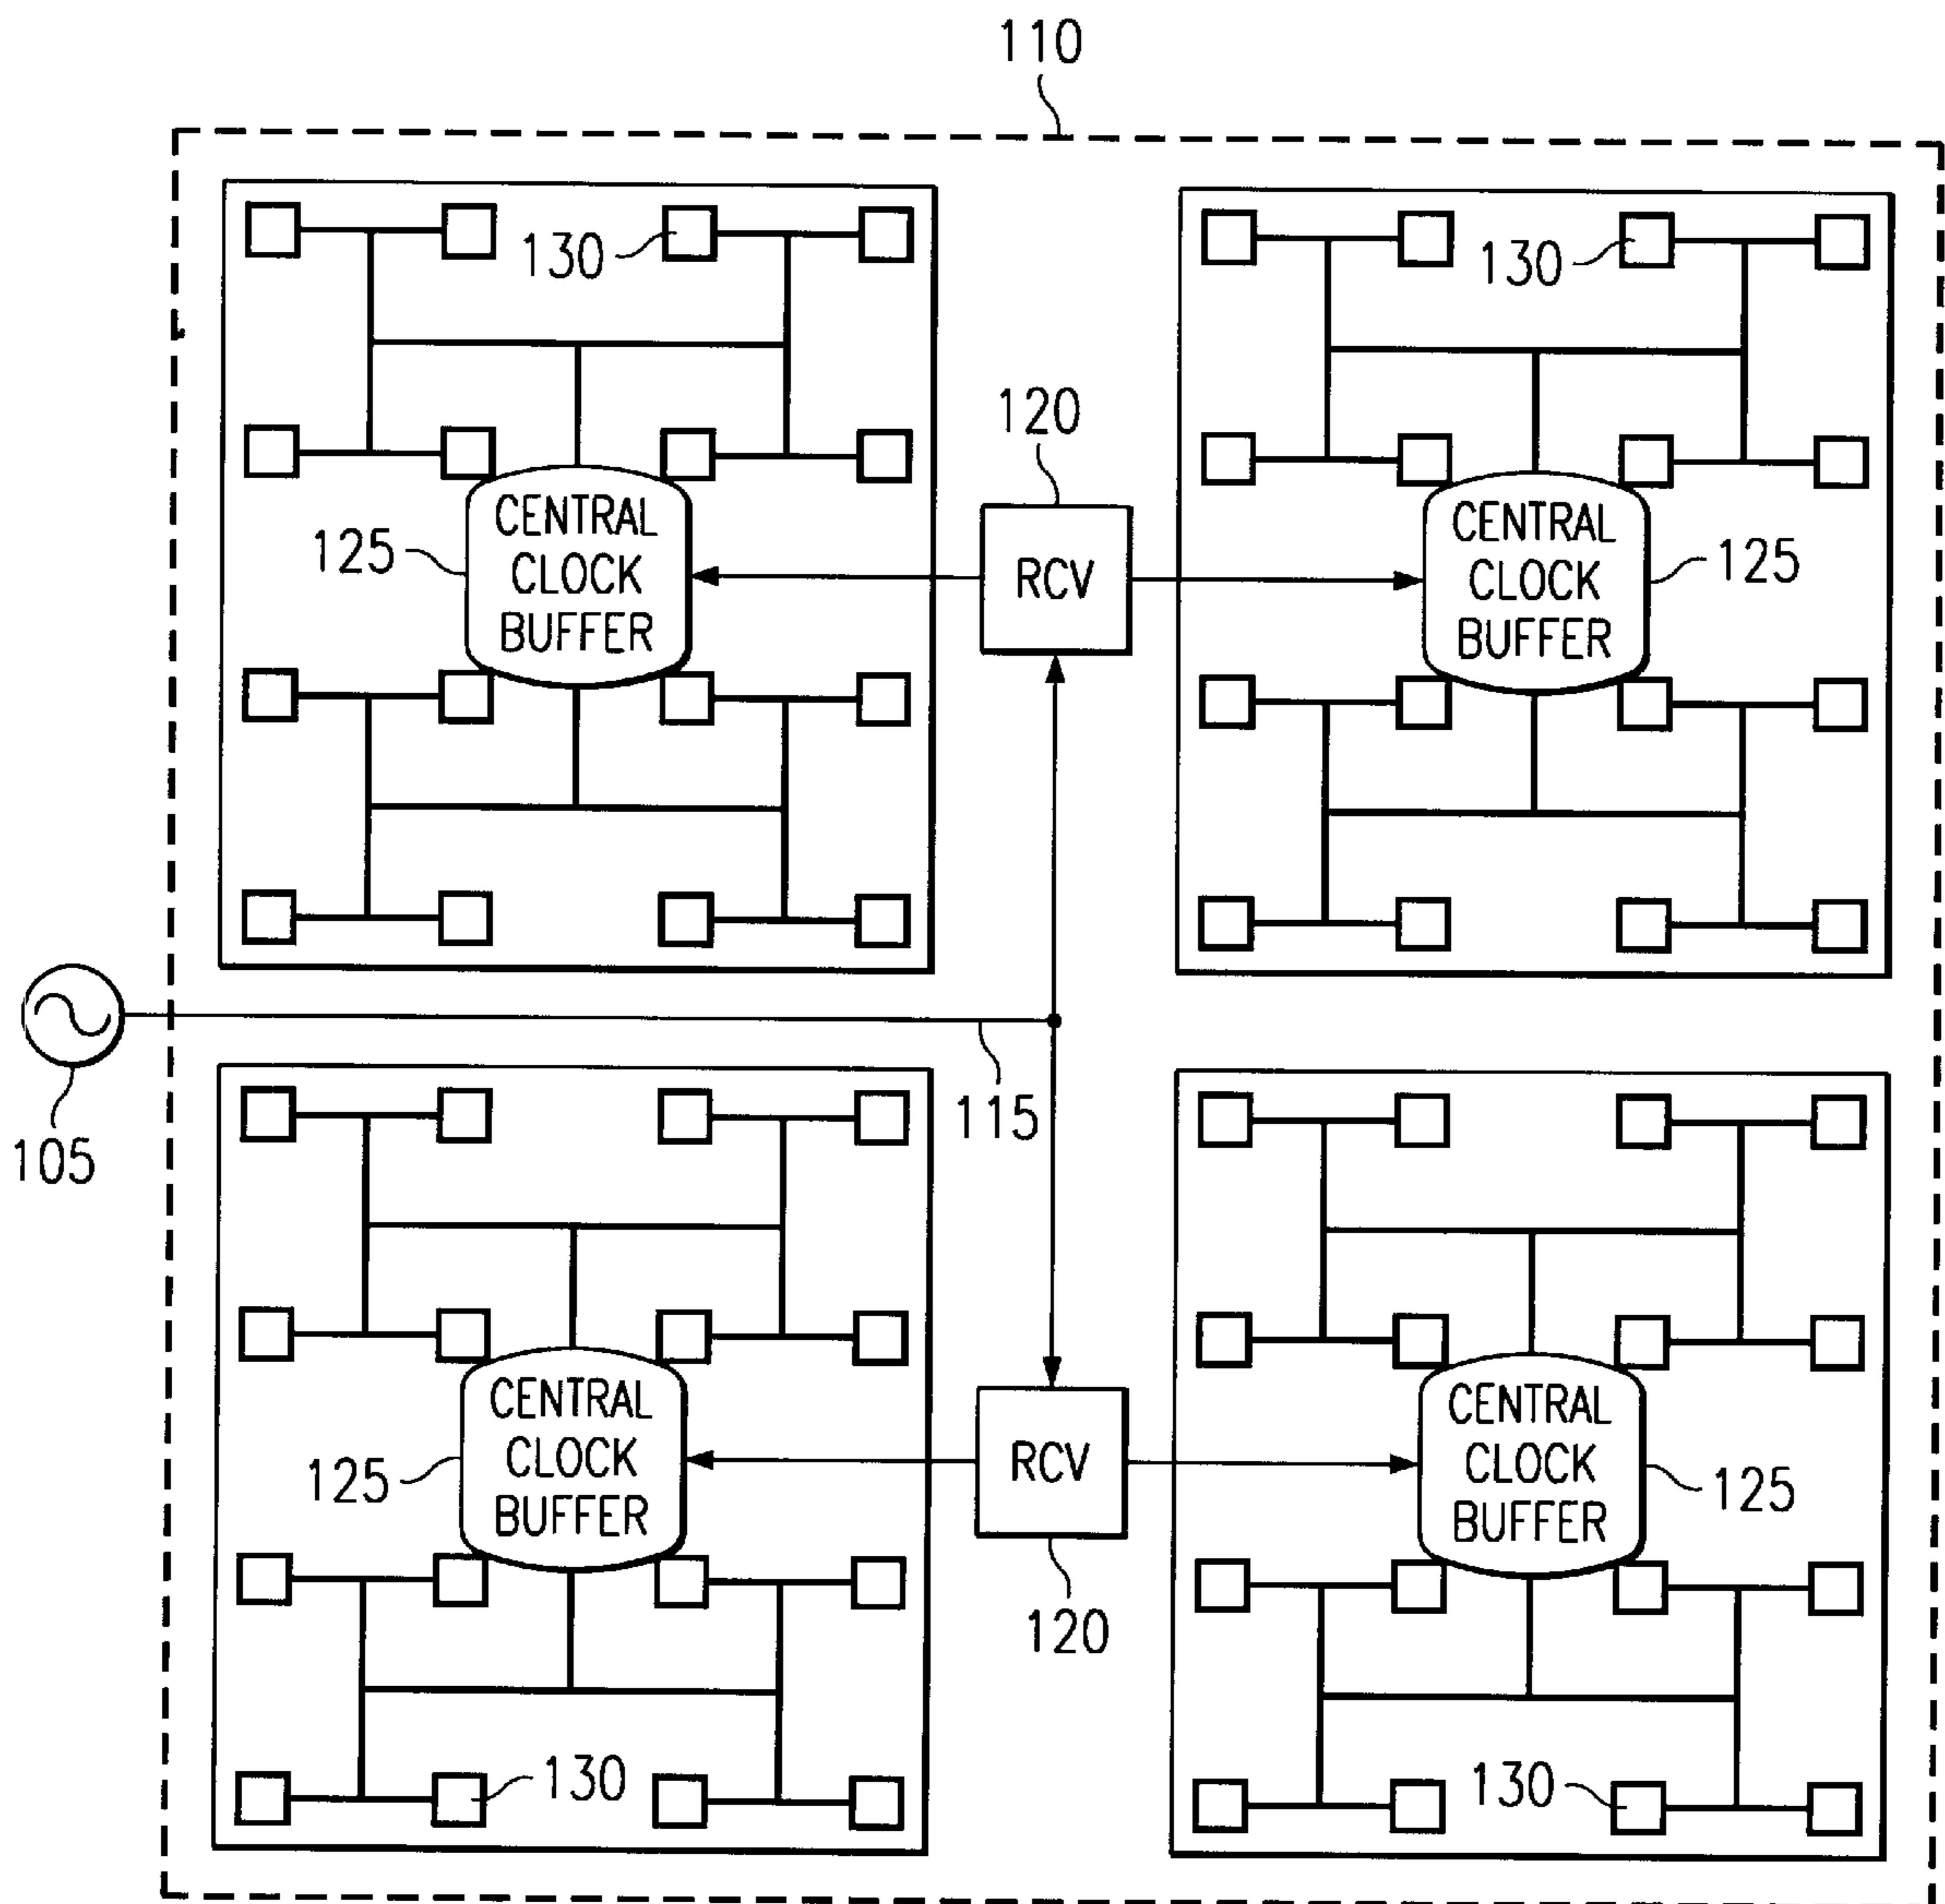 110
130
130
120
CENTRAL
CLOCK
BUFFER
125
RCV
CENTRAL
CLOCK
BUFFER
125
105
115
CENTRAL
CLOCK
BUFFER
125
RCV
CENTRAL
CLOCK
BUFFER
125
120
130
130